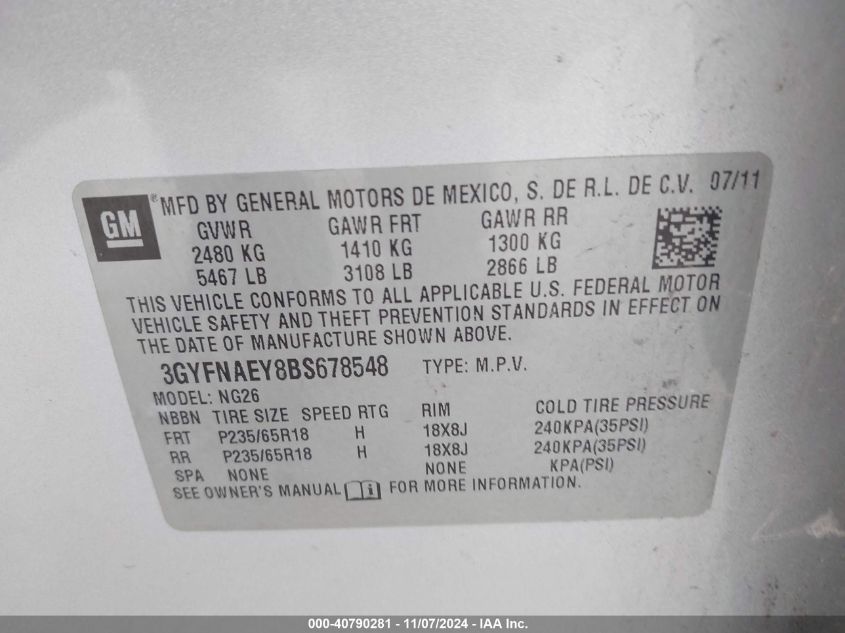 GM® MFD BY GENERAL MOTORS DE MEXICO, S. DE R.L. DE C.V. 07/11
GVWR GAWR FRT GAWR RR
2480 KG 1410 KG 1300 KG
5467 LB 3108 LB 2866 LB
THIS VEHICLE CONFORMS TO ALL APPLICABLE U.S. FEDERAL MOTOR
VEHICLE SAFETY AND THEFT PREVENTION STANDARDS IN EFFECT ON
THE DATE OF MANUFACTURE SHOWN ABOVE.
3GYFNAEY8BS678548 TYPE: M.P.V.
MODEL: NG26
NBBN TIRE SIZE SPEED RTG RIM COLD TIRE PRESSURE
FRT P235/65R18 H 18X8J 240KPA(35PSI)
RR P235/65R18 H 18X8J 240KPA(35PSI)
SPA NONE NONE KPA(PSI)
SEE OWNER'S MANUAL FOR MORE INFORMATION.
000-40790281 - 11/07/2024 - IAA Inc.